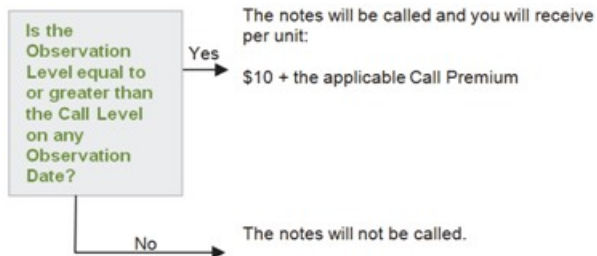 Is the
Observation
Level equal to
or greater than
the Call Level
on any
Observation
Date?
Yes
The notes will be called and you will receive
per unit:
$10 + the applicable Call Premium
No
The notes will not be called.